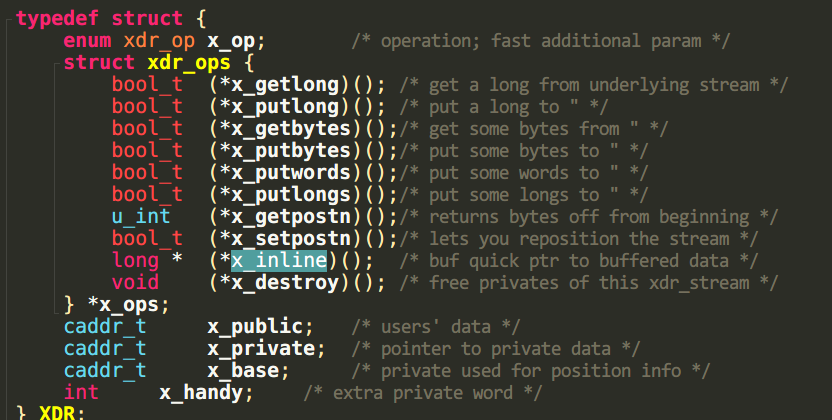 typedef struct {
    enum xdr_op x_op;       /* operation; fast additional param */
    struct xdr_ops {
        bool_t  (*x_getlong)(); /* get a long from underlying stream */
        bool_t  (*x_putlong)(); /* put a long to " */
        bool_t  (*x_getbytes)();/* get some bytes from " */
        bool_t  (*x_putbytes)();/* put some bytes to " */
        bool_t  (*x_putwords)();/* put some words to " */
        bool_t  (*x_putlongs)();/* put some longs to " */
        u_int   (*x_getpostn)();/* returns bytes off from beginning */
        bool_t  (*x_setpostn)();/* lets you reposition the stream */
        long *  (*x_inline)();  /* buf quick ptr to buffered data */
        void    (*x_destroy)(); /* free privates of this xdr_stream */
    } *x_ops;
    caddr_t     x_public;   /* users' data */
    caddr_t     x_private;  /* pointer to private data */
    caddr_t     x_base;     /* private used for position info */
    int     x_handy;    /* extra private word */
} XDR;